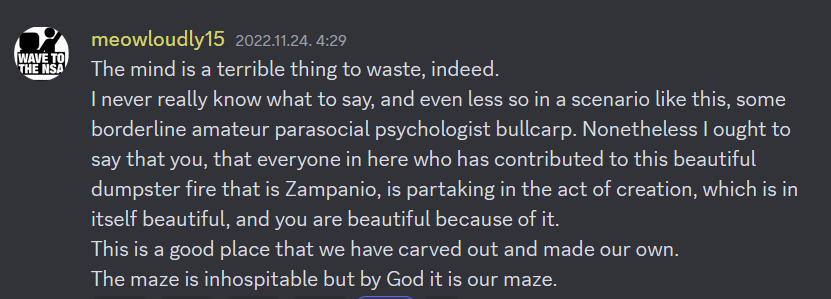 meowloudly15 2022.11.24. 4:29
WAVE TO
THE NSA
The mind is a terrible thing to waste, indeed.
I never really know what to say, and even less so in a scenario like this, some
borderline amateur parasocial psychologist bullcarp. Nonetheless I ought to
say that you, that everyone in here who has contributed to this beautiful
dumpster fire that is Zampanio, is partaking in the act of creation, which is in
itself beautiful, and you are beautiful because of it.
This is a good place that we have carved out and made our own.
The maze is inhospitable but by God it is our maze.